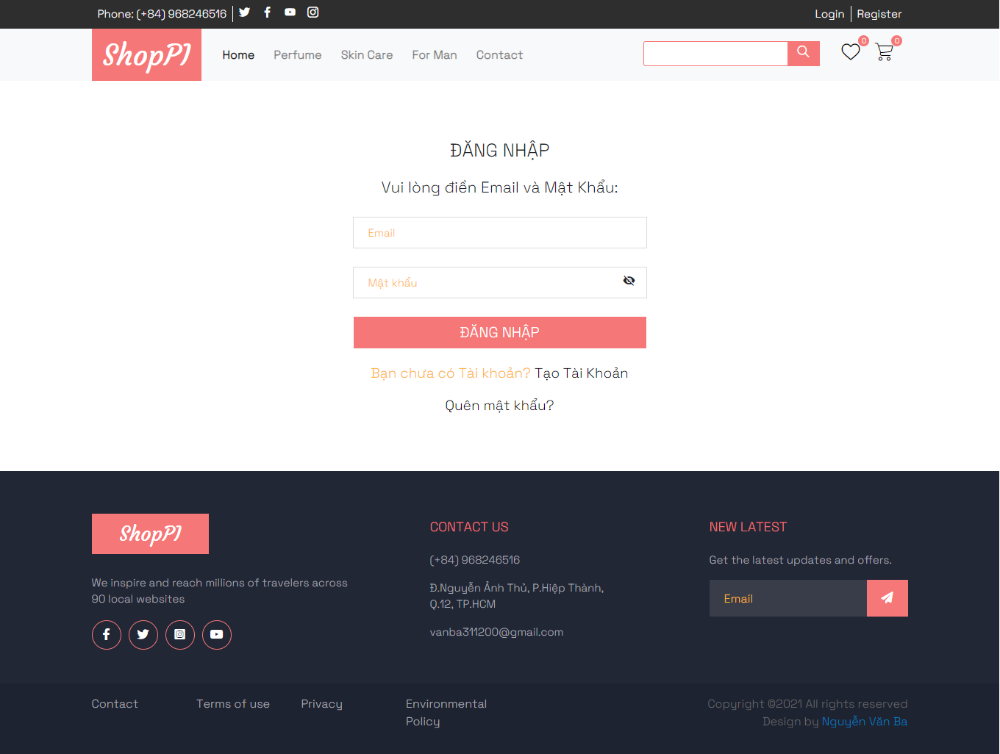 Phone: (+84) 968246516
Login
Register
ShopPI
Home
Perfume
Skin Care
For Man
Contact
0
0
ĐĂNG NHẬP
Vui lòng điền Email và Mật Khẩu:
Email
Mật khẩu
ĐĂNG NHẬP
Bạn chưa có Tài khoản? Tạo Tài Khoản
Quên mật khẩu?
ShopPI
We inspire and reach millions of travelers across
90 local websites
CONTACT US
(+84) 968246516
Đ.Nguyễn Ảnh Thủ, P.Hiệp Thành,
Q.12, TP.HCM
vanba311200@gmail.com
NEW LATEST
Get the latest updates and offers.
Email
Contact
Terms of use
Privacy
Environmental
Policy
Copyright ©2021 All rights reserved
Design by Nguyễn Văn Ba